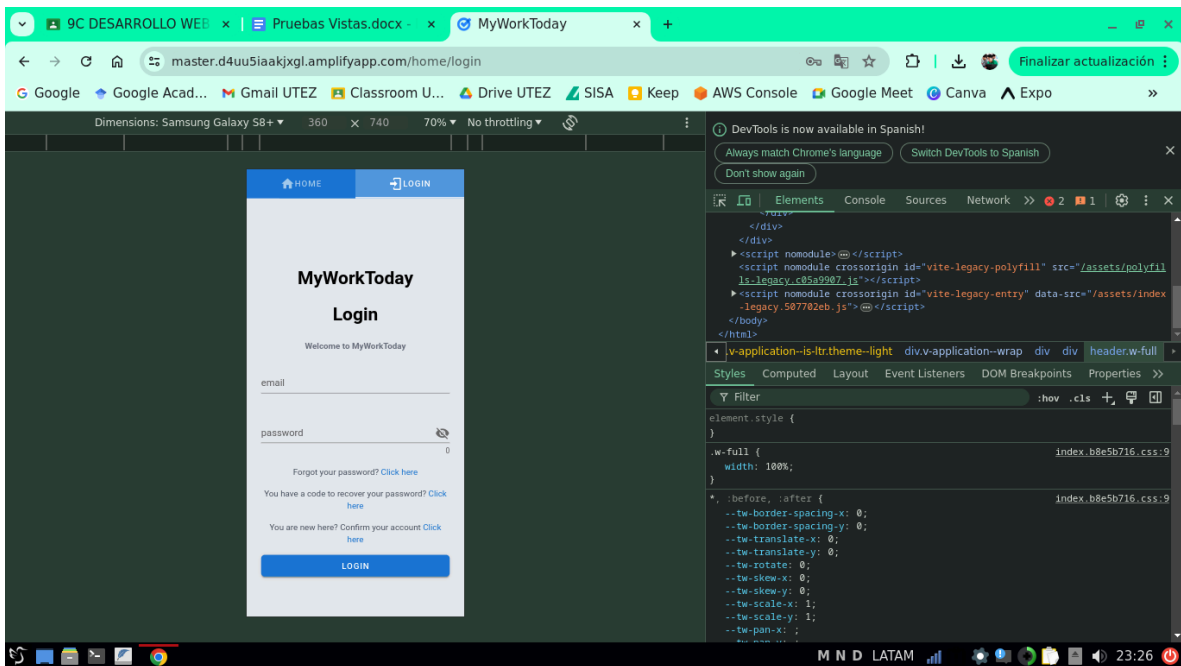 9C DESARROLLO WEB
Pruebas Vistas.docx -
MyWorkToday
master.d4uu5iaakjxgl.amplifyapp.com/home/login
Finalizar actualización
Google
Google Acad...
Gmail UTEZ
Classroom U...
Drive UTEZ
SISA
Keep
AWS Console
Google Meet
Canva
Expo
»
Dimensions: Samsung Galaxy S8+ 360 x 740 70% No throttling
HOME
LOGIN
MyWorkToday
Login
Welcome to MyWorkToday
email
password
0
Forgot your password? Click here
You have a code to recover your password? Click
here
You are new here? Confirm your account Click
here
LOGIN
DevTools is now available in Spanish!
Always match Chrome's language
Switch DevTools to Spanish
Don't show again
Elements Console Sources Network >> 2 1
</div>
</div>
</div>
<script nomodule>…</script>
<script nomodule crossorigin id="vite-legacy-polyfill" src="/assets/polyfil
ls-legacy.c05a9907.js"></script>
<script nomodule crossorigin id="vite-legacy-entry" data-src="/assets/index
-legacy.507702eb.js">…</script>
</body>
</html>
.v-application--is-ltr.theme--light div.v-application--wrap div div header.w-full
Styles Computed Layout Event Listeners DOM Breakpoints Properties >>
Filter :hov .cls
element.style {
}
.w-full { index.b8e5b716.css:9
width: 100%;
}
*, :before, :after { index.b8e5b716.css:9
--tw-border-spacing-x: 0;
--tw-border-spacing-y: 0;
--tw-translate-x: 0;
--tw-translate-y: 0;
--tw-rotate: 0;
--tw-skew-x: 0;
--tw-skew-y: 0;
--tw-scale-x: 1;
--tw-scale-y: 1;
--tw-pan-x: ;
M N D LATAM 23:26